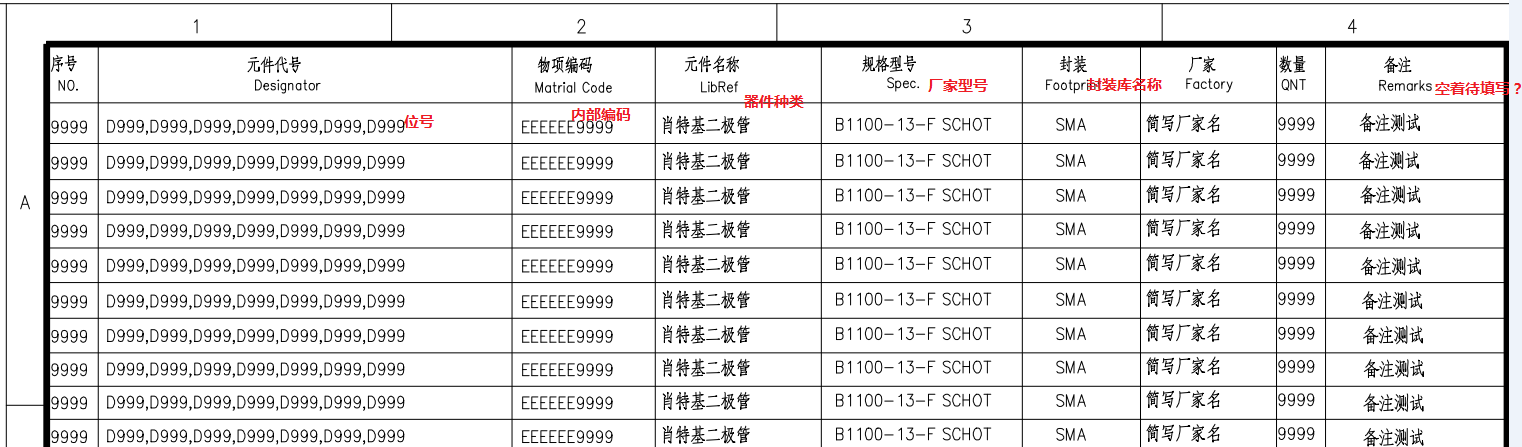 1 2 3 4
序号 元件代号 物项编码 元件名称 规格型号 封装 厂家 数量 备注
NO. Designator Matrial Code LibRef Spec. 厂家型号 Footprint 封装库名称 Factory QNT Remarks 空着待填写？
内部编码 器件种类
9999 D999,D999,D999,D999,D999,D999,D999 位号 EEEEEE9999 肖特基二极管 B1100-13-F SCHOT SMA 简写厂家名 9999 备注测试
9999 D999,D999,D999,D999,D999,D999,D999 EEEEEE9999 肖特基二极管 B1100-13-F SCHOT SMA 简写厂家名 9999 备注测试
9999 D999,D999,D999,D999,D999,D999,D999 EEEEEE9999 肖特基二极管 B1100-13-F SCHOT SMA 简写厂家名 9999 备注测试
A
9999 D999,D999,D999,D999,D999,D999,D999 EEEEEE9999 肖特基二极管 B1100-13-F SCHOT SMA 简写厂家名 9999 备注测试
9999 D999,D999,D999,D999,D999,D999,D999 EEEEEE9999 肖特基二极管 B1100-13-F SCHOT SMA 简写厂家名 9999 备注测试
9999 D999,D999,D999,D999,D999,D999,D999 EEEEEE9999 肖特基二极管 B1100-13-F SCHOT SMA 简写厂家名 9999 备注测试
9999 D999,D999,D999,D999,D999,D999,D999 EEEEEE9999 肖特基二极管 B1100-13-F SCHOT SMA 简写厂家名 9999 备注测试
9999 D999,D999,D999,D999,D999,D999,D999 EEEEEE9999 肖特基二极管 B1100-13-F SCHOT SMA 简写厂家名 9999 备注测试
9999 D999,D999,D999,D999,D999,D999,D999 EEEEEE9999 肖特基二极管 B1100-13-F SCHOT SMA 简写厂家名 9999 备注测试
9999 D999,D999,D999,D999,D999,D999,D999 EEEEEE9999 肖特基二极管 B1100-13-F SCHOT SMA 简写厂家名 9999 备注测试